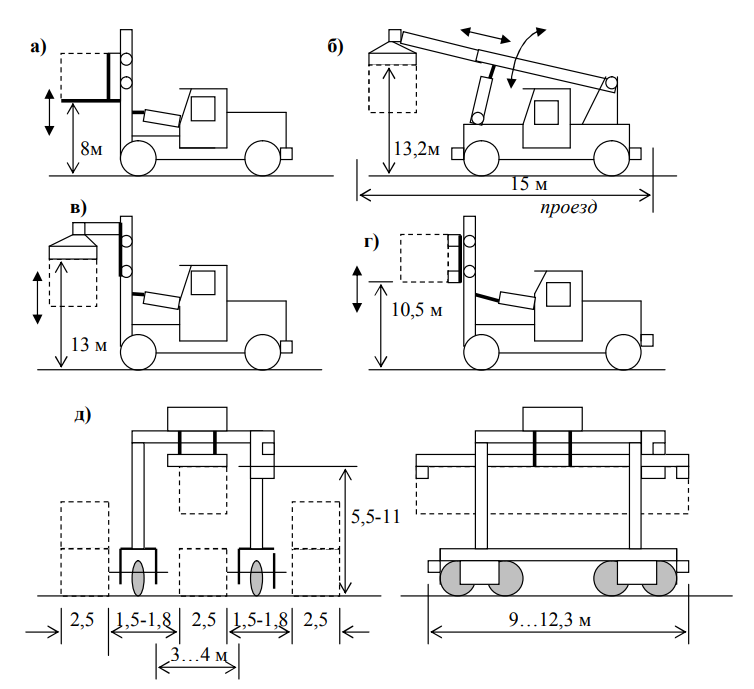 а)
8м
б)
13,2м
15 м
проезд
в)
13 м
г)
10,5 м
д)
5,5-11
2,5
1,5-1,8
2,5
1,5-1,8
2,5
3…4 м
9…12,3 м